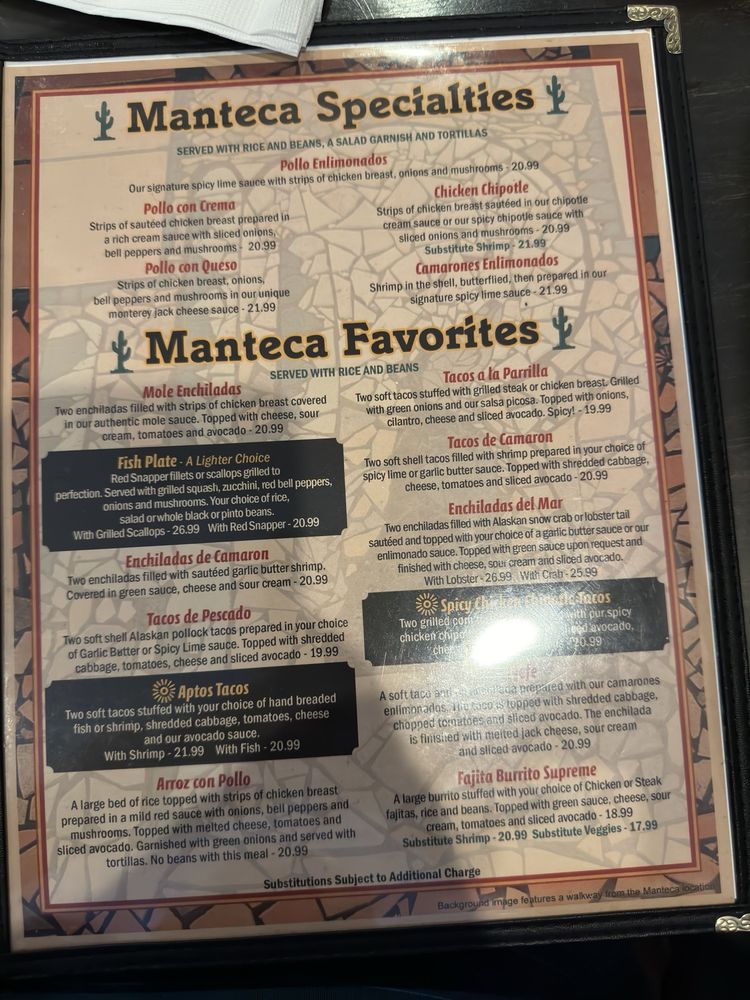 Manteca Specialties
SERVED WITH RICE AND BEANS, A SALAD GARNISH AND TORTILLAS
Pollo Enlimonados
Our signature spicy lime sauce with strips of chicken breast, onions and mushrooms - 20.99
Pollo con Crema
Strips of sautéed chicken breast prepared in
a rich cream sauce with sliced onions,
bell peppers and mushrooms - 20.99
Pollo con Queso
Strips of chicken breast, onions,
bell peppers and mushrooms in our unique
monterey jack cheese sauce - 21.99
Chicken Chipotle
Strips of chicken breast sautéed in our chipotle
cream sauce or our spicy chipotle sauce with
sliced onions and mushrooms - 20.99
Substitute Shrimp - 21.99
Camarones Enlimonados
Shrimp in the shell, butterflied, then prepared in our
signature spicy lime sauce - 21.99
Manteca Favorites
SERVED WITH RICE AND BEANS
Mole Enchiladas
Two enchiladas filled with strips of chicken breast covered
in our authentic mole sauce. Topped with cheese, sour
cream, tomatoes and avocado - 20.99
Fish Plate - A Lighter Choice
Red Snapper fillets or scallops grilled to
perfection. Served with grilled squash, zucchini, red bell peppers,
onions and mushrooms. Your choice of rice,
salad or whole black or pinto beans.
With Grilled Scallops - 26.99 With Red Snapper - 20.99
Enchiladas de Camaron
Two enchiladas filled with sautéed garlic butter shrimp.
Covered in green sauce, cheese and sour cream - 20.99
Tacos de Pescado
Two soft shell Alaskan pollock tacos prepared in your choice
of Garlic Butter or Spicy Lime sauce. Topped with shredded
cabbage, tomatoes, cheese and sliced avocado - 19.99
Aptos Tacos
Two soft tacos stuffed with your choice of hand breaded
fish or shrimp, shredded cabbage, tomatoes, cheese
and our avocado sauce.
With Shrimp - 21.99 With Fish - 20.99
Arroz con Pollo
A large bed of rice topped with strips of chicken breast
prepared in a mild red sauce with onions, bell peppers and
mushrooms. Topped with melted cheese, tomatoes and
sliced avocado. Garnished with green onions and served with
tortillas. No beans with this meal - 20.99
Tacos a la Parrilla
Two soft tacos stuffed with grilled steak or chicken breast. Grilled
with green onions and our salsa picosa. Topped with onions,
cilantro, cheese and sliced avocado. Spicy! - 19.99
Tacos de Camaron
Two soft shell tacos filled with shrimp prepared in your choice of
spicy lime or garlic butter sauce. Topped with shredded cabbage,
cheese, tomatoes and sliced avocado - 20.99
Enchiladas del Mar
Two enchiladas filled with Alaskan snow crab or lobster tail
sautéed and topped with your choice of a garlic butter sauce or our
enlimonado sauce. Topped with green sauce upon request and
finished with cheese, sour cream and sliced avocado.
With Lobster - 26.99 With Crab - 25.99
Spicy Chicken Tacos
Two grilled with our spicy
chicken avocado,
20.99
A soft taco prepared with our camarones
enlimonados. The taco is topped with shredded cabbage,
chopped tomatoes and sliced avocado. The enchilada
is finished with melted jack cheese, sour cream
and sliced avocado - 20.99
Fajita Burrito Supreme
A large burrito stuffed with your choice of Chicken or Steak
fajitas, rice and beans. Topped with green sauce, cheese, sour
cream, tomatoes and sliced avocado - 18.99
Substitute Shrimp - 20.99 Substitute Veggies - 17.99
Substitutions Subject to Additional Charge
Background image features a walkway from the Manteca location